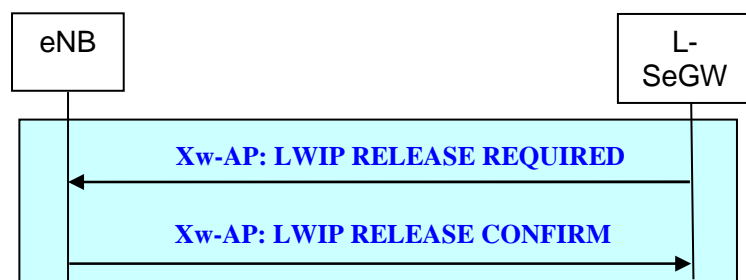 eNB
L-
SeGW
Xw-AP: LWIP RELEASE REQUIRED
Xw-AP: LWIP RELEASE CONFIRM